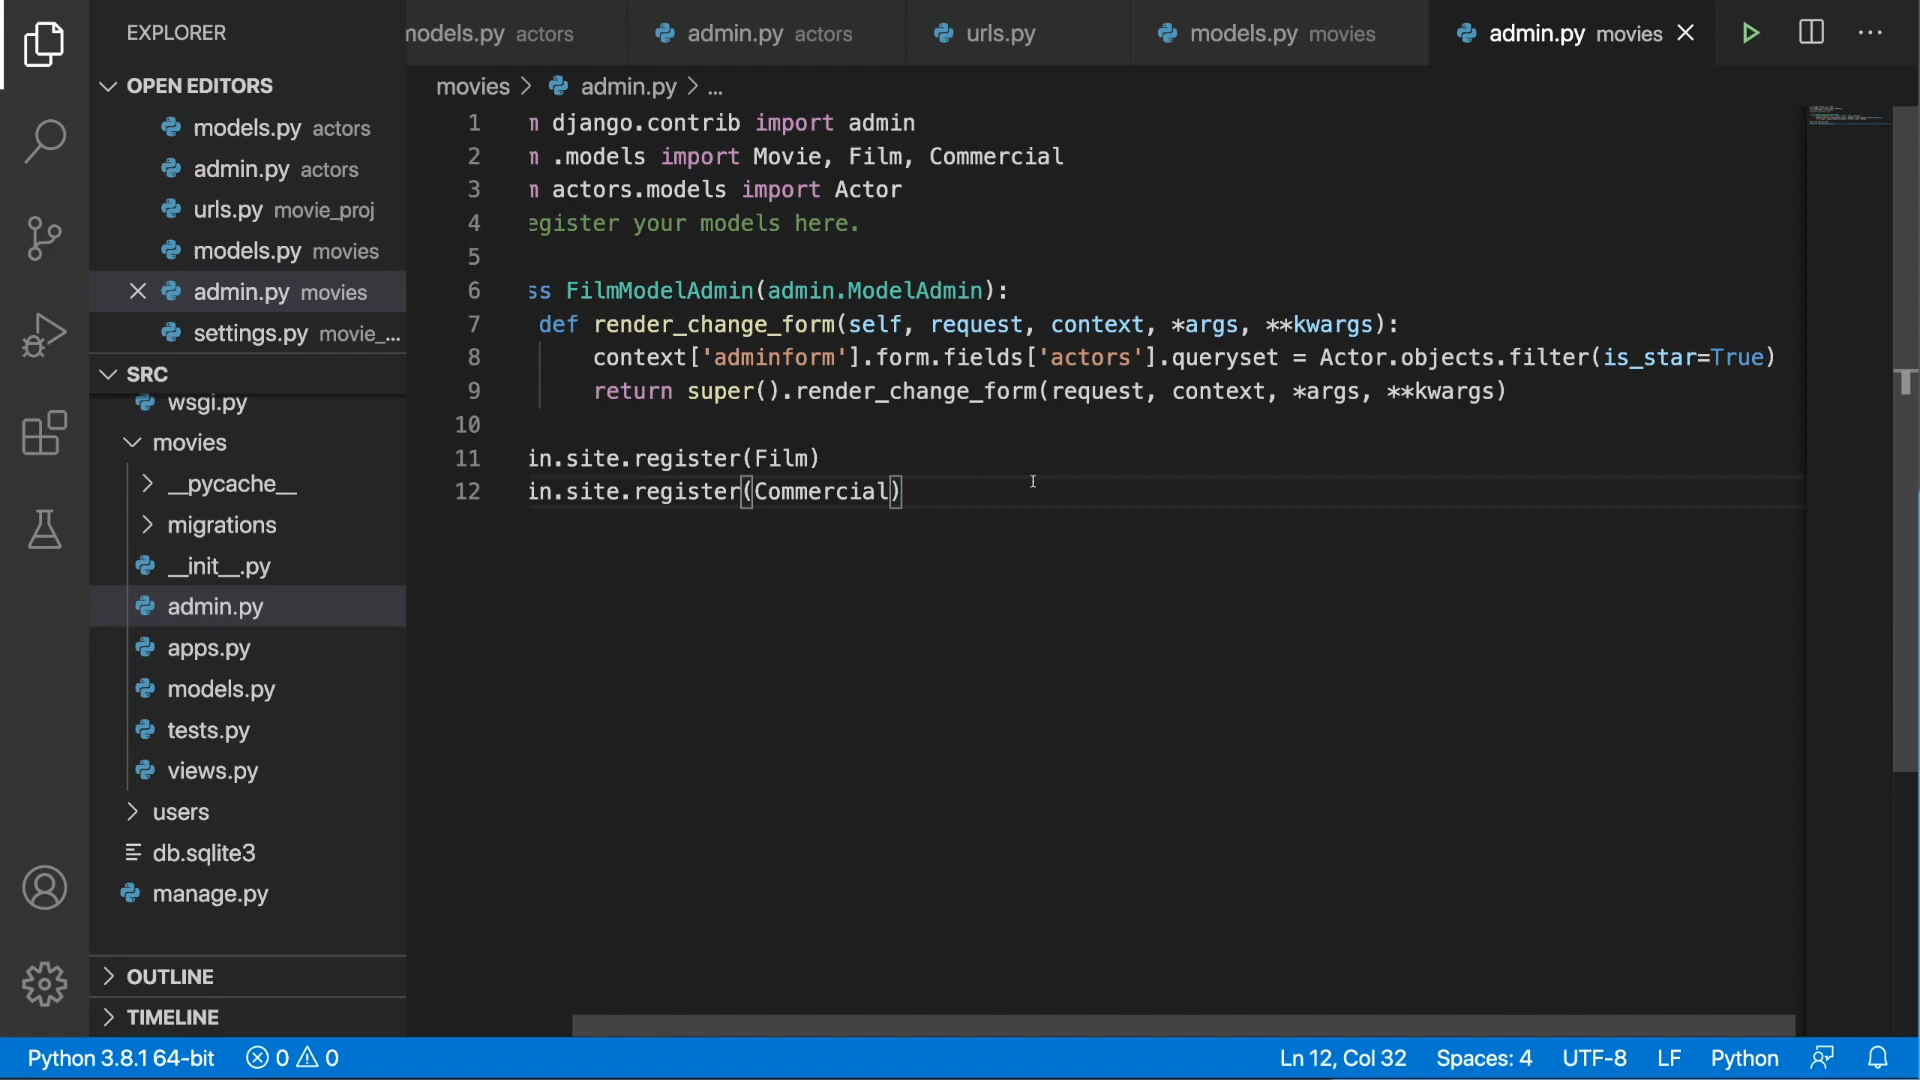 EXPLORER
models.py actors
admin.py actors
urls.py
models.py movies
admin.py movies
OPEN EDITORS
models.py actors
admin.py actors
urls.py movie_proj
models.py movies
admin.py movies
settings.py movie_...
SRC
wsgi.py
movies
__pycache__
migrations
__init__.py
admin.py
apps.py
models.py
tests.py
views.py
users
db.sqlite3
manage.py
OUTLINE
TIMELINE
movies > admin.py > ...
1 m django.contrib import admin
2 m .models import Movie, Film, Commercial
3 m actors.models import Actor
4 egister your models here.
5
6 ss FilmModelAdmin(admin.ModelAdmin):
7 def render_change_form(self, request, context, *args, **kwargs):
8 context['adminform'].form.fields['actors'].queryset = Actor.objects.filter(is_star=True)
9 return super().render_change_form(request, context, *args, **kwargs)
10
11 in.site.register(Film)
12 in.site.register(Commercial)
Python 3.8.1 64-bit 0 0 Ln 12, Col 32 Spaces: 4 UTF-8 LF Python